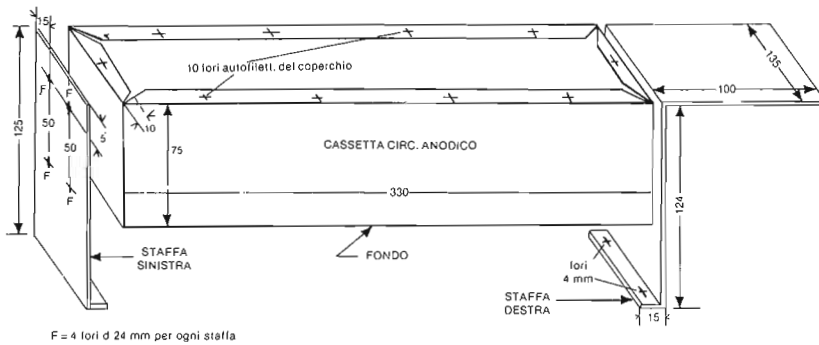 15
10 fori autofilett. del coperchio
135
100
F
F
125
50
50
5
10
75
CASSETTA CIRC. ANODICO
F
F
330
124
STAFFA
SINISTRA
FONDO
fori
4 mm
STAFFA
DESTRA
15
F = 4 fori d 24 mm per ogni staffa